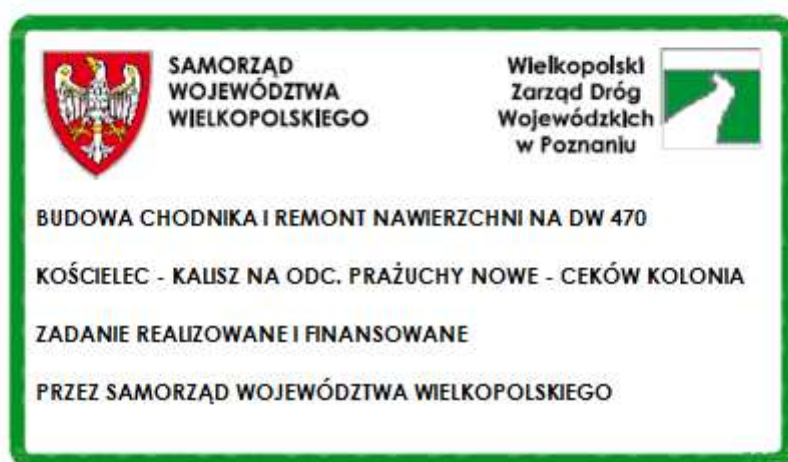 SAMORZĄD
WOJEWÓDZTWA
WIELKOPOLSKIEGO
Wielkopolski
Zarząd Dróg
Wojewódzkich
w Poznaniu
BUDOWA CHODNIKA I REMONT NAWIERZCHNI NA DW 470
KOŚCIELEC - KALISZ NA ODC. PRAŻUCHY NOWE - CEKÓW KOLONIA
ZADANIE REALIZOWANE I FINANSOWANE
PRZEZ SAMORZĄD WOJEWÓDZTWA WIELKOPOLSKIEGO